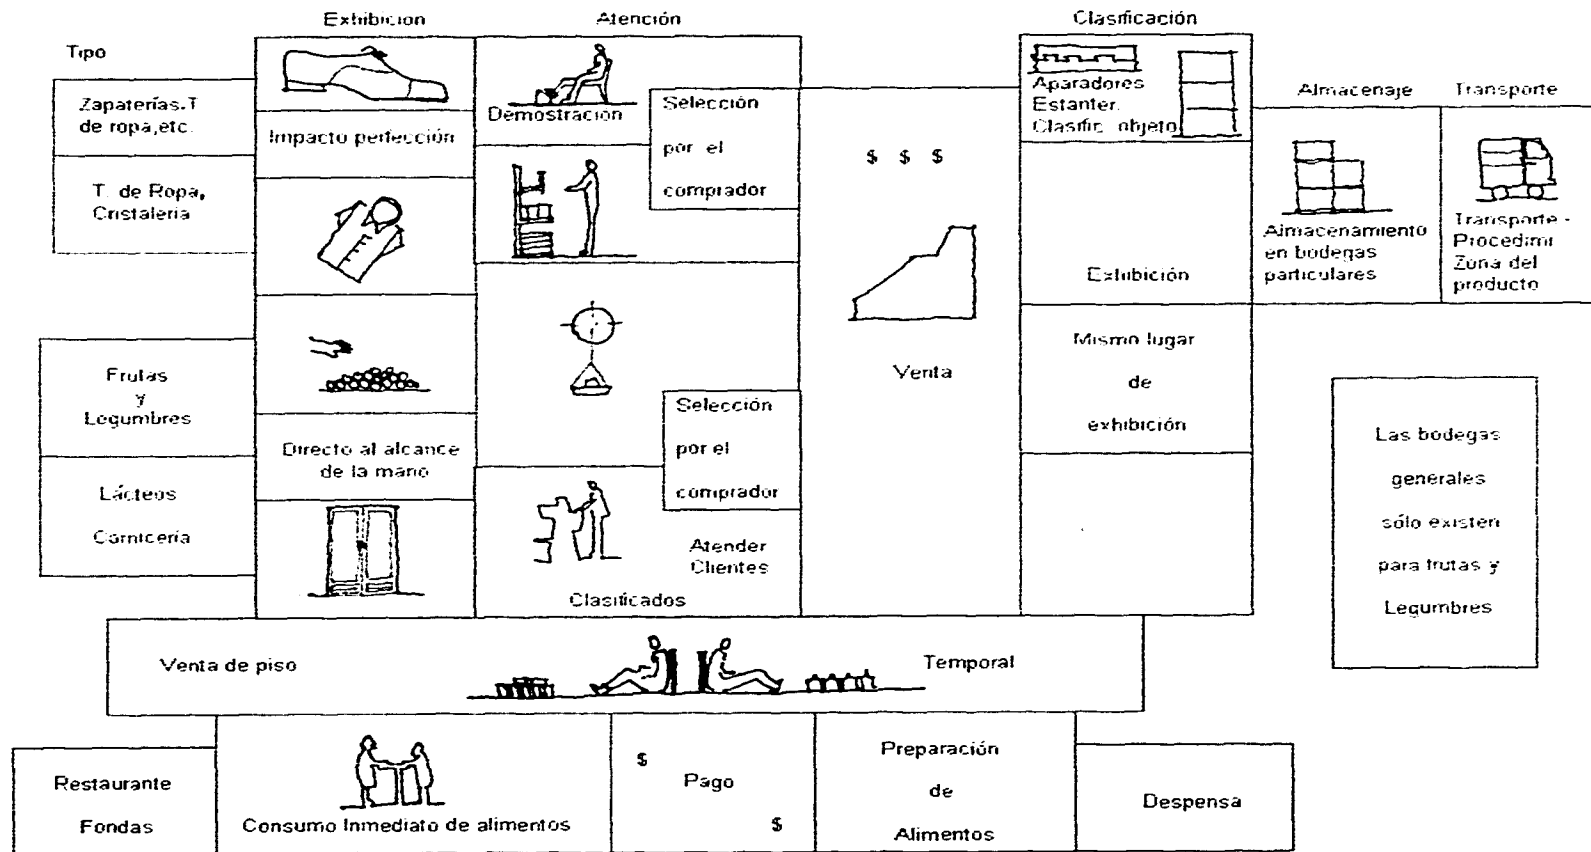 Exhibicion
Atención
Clasificación
Tipo
Almacenaje
Transporte
Zapaterías.T
de ropa,etc.
Impacto perfección
Demostración
Selección
por el
comprador
$ $ $
Aparadores
Estanter.
Clasific. objeto
T. de Ropa,
Cristaleria
Almacenamiento
en bodegas
particulares
Transporte -
Procedimi
Zona del
producto
Exhibición
Frutas
y
Legumbres
Directo al alcance
de la mano
Selección
por el
comprador
Venta
Mismo lugar
de
exhibición
Las bodegas
generales
sólo existen
para frutas y
Legumbres
Lácteos
Carnicería
Atender
Clientes
Clasificados
Venta de piso
Temporal
Restaurante
Fondas
Consumo Inmediato de alimentos
$
Pago
$
Preparación
de
Alimentos
Despensa